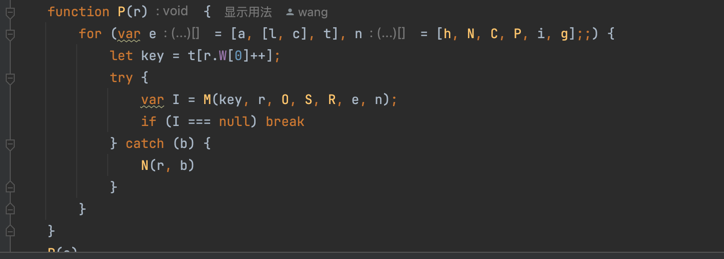 function P(r) : void { 显示用法 wang
for (var e : (...)[] = [a, [l, c], t], n : (...)[] = [h, N, C, P, i, g];;) {
let key = t[r.W[0]++];
try {
var I = M(key, r, O, S, R, e, n);
if (I === null) break
} catch (b) {
N(r, b)
}
}
}